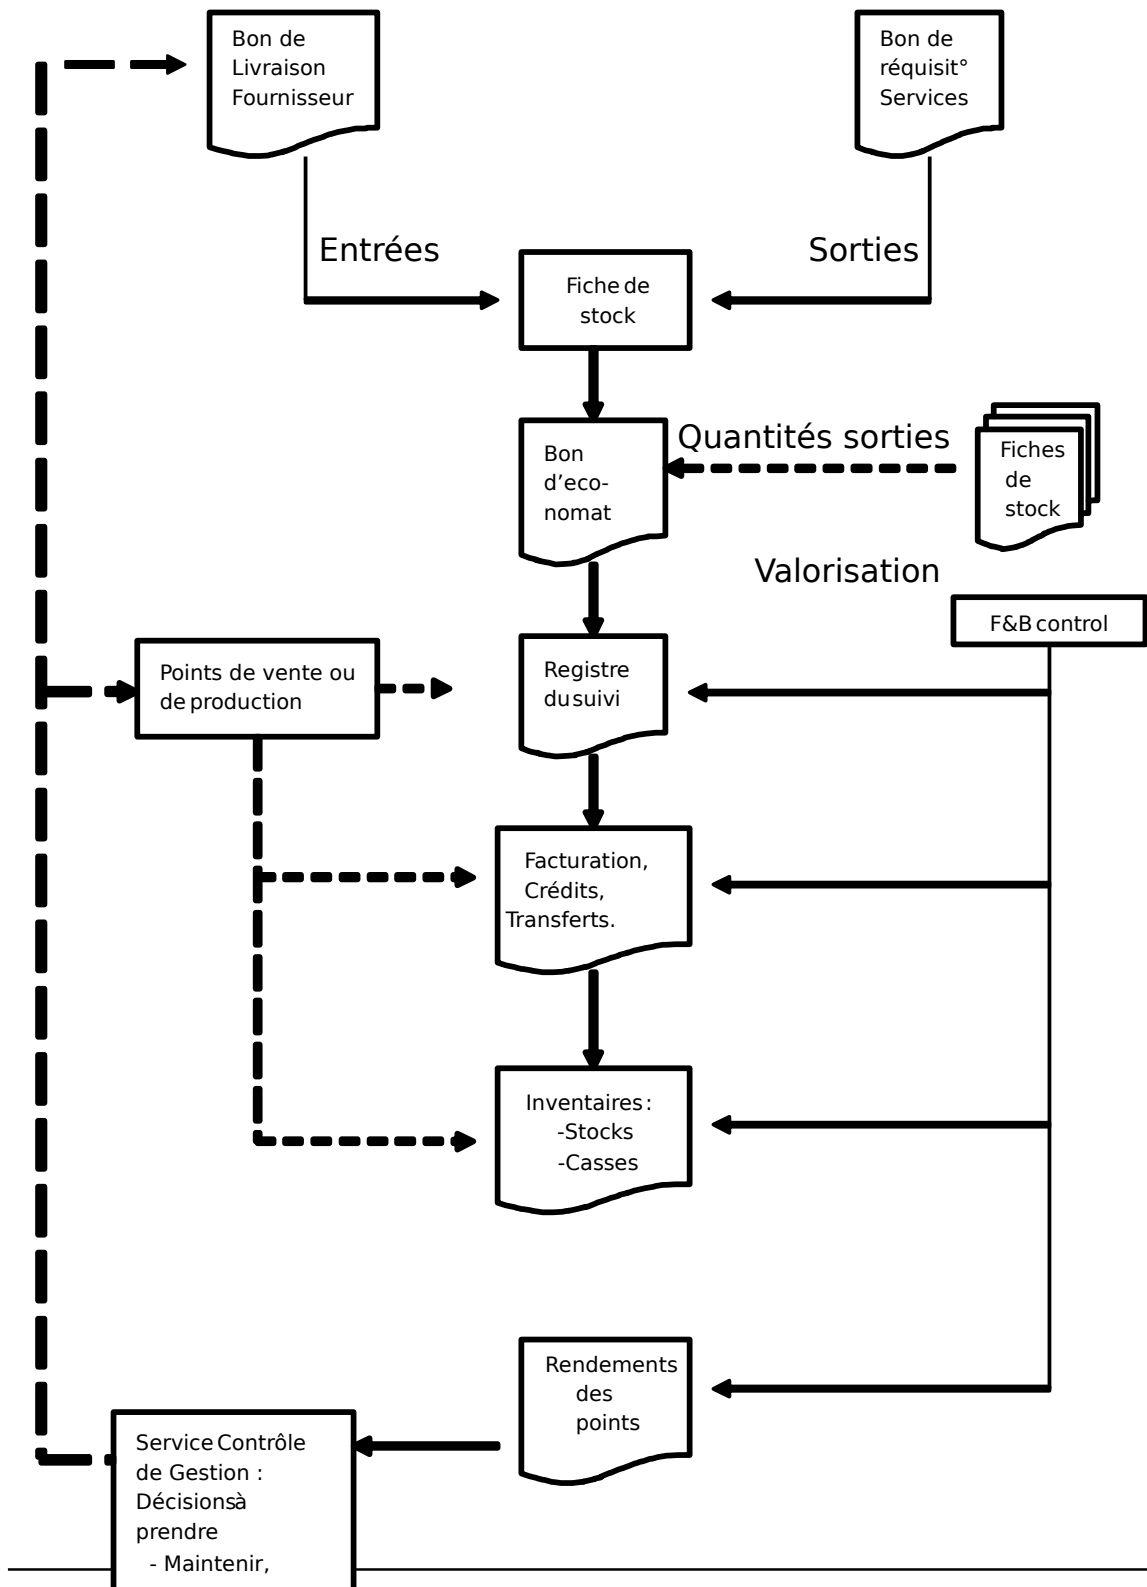 Bon de
Livraison
Fournisseur
Bon de
réquisit°
Services
Entrées
Sorties
Fiche de
stock
Quantités sorties
Bon
d’eco-
nomat
Fiches
de
stock
Valorisation
F&B control
Points de vente ou
de production
Registre
du suivi
Facturation,
Crédits,
Transferts.
Inventaires :
-Stocks
-Casses
Rendements
des
points
Service Contrôle
de Gestion :
Décisions à
prendre
- Maintenir,